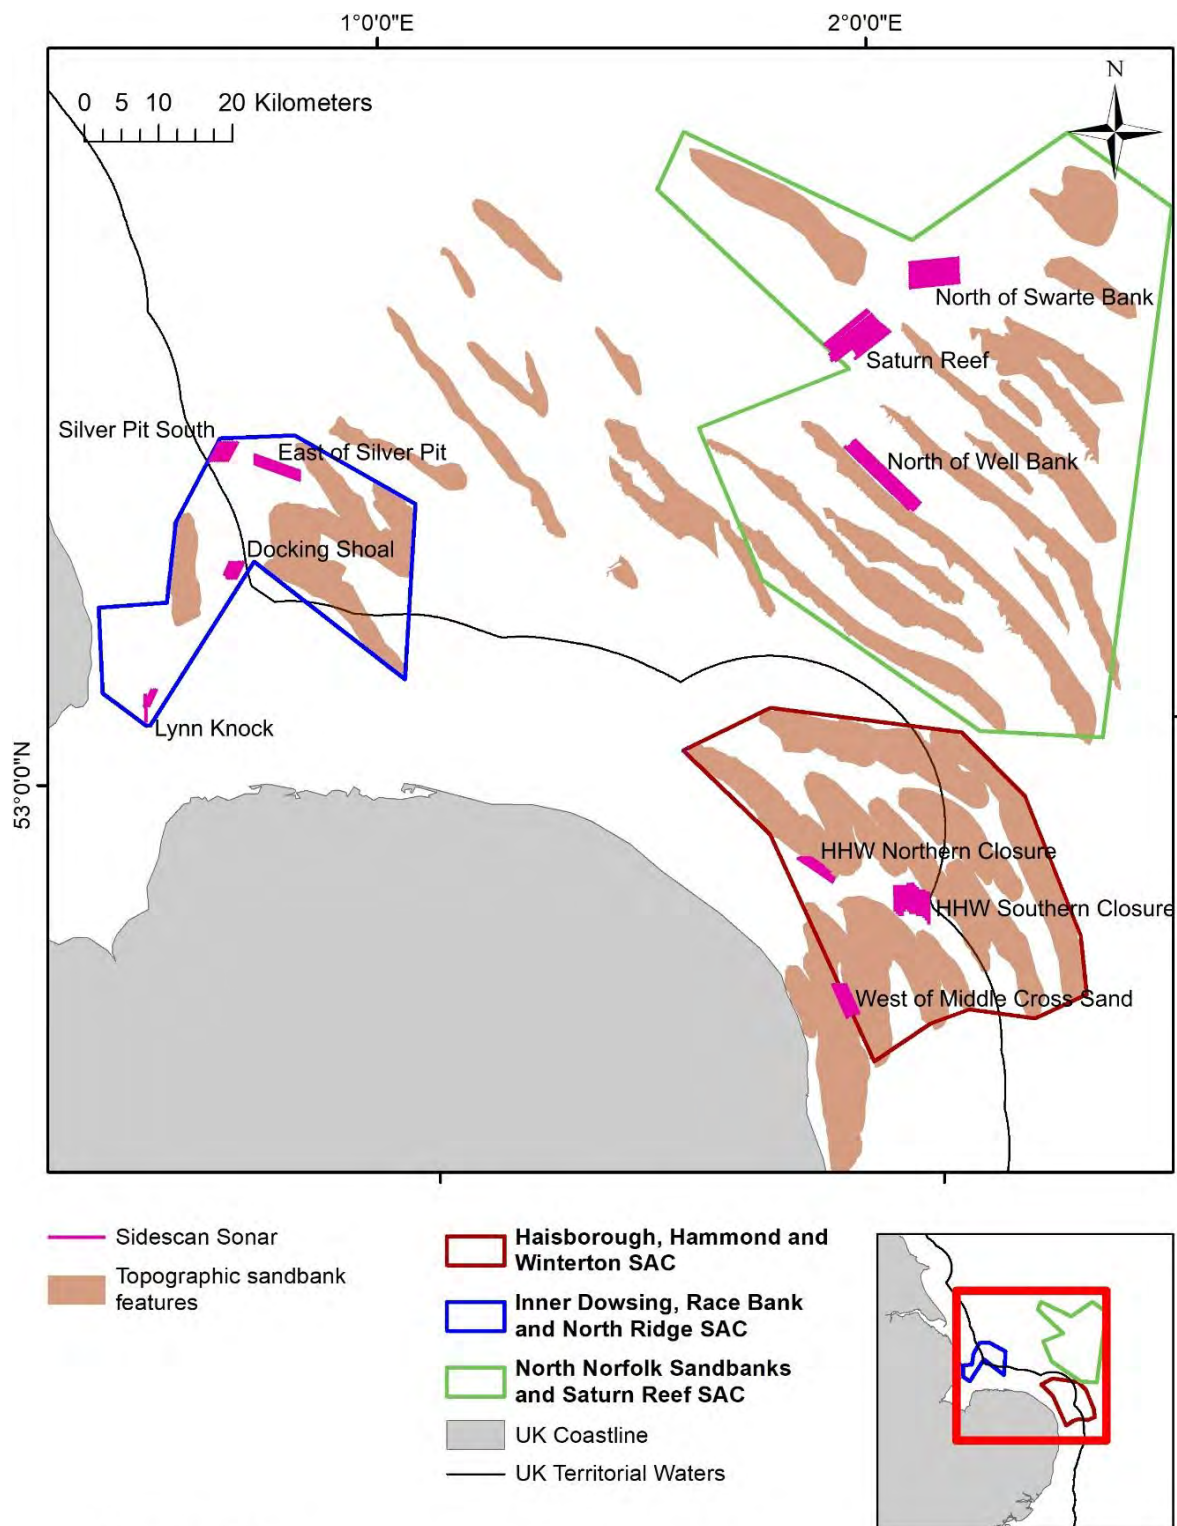 1°0'0"E
2°0'0"E
N
0 5 10 20 Kilometers
North of Swarte Bank
Saturn Reef
Silver Pit South
East of Silver Pit
North of Well Bank
Docking Shoal
Lynn Knock
53°0'0"N
HHW Northern Closure
HHW Southern Closure
West of Middle Cross Sand
Sidescan Sonar
Topographic sandbank
features
Haisborough, Hammond and
Winterton SAC
Inner Dowsing, Race Bank
and North Ridge SAC
North Norfolk Sandbanks
and Saturn Reef SAC
UK Coastline
UK Territorial Waters